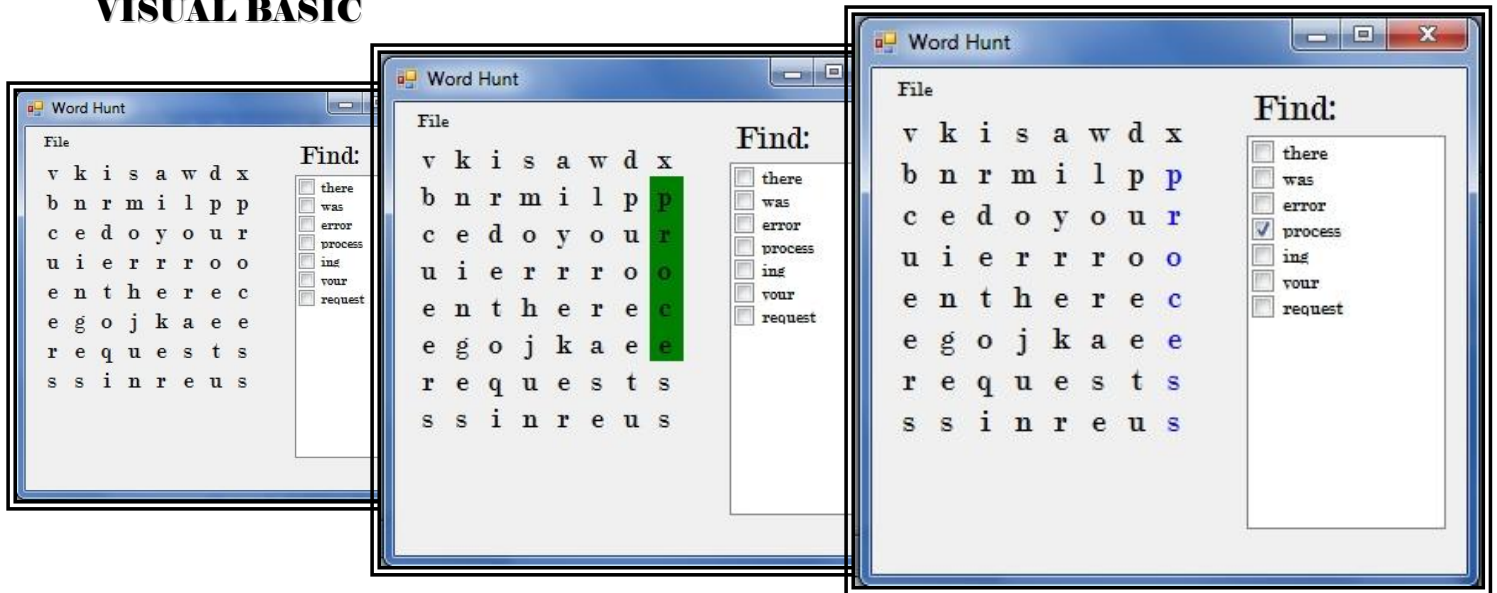 VISUAL BASIC
Word Hunt
File
v k i s a w d x
b n r m i l p p
c e d o y o u r
u i e r r r o o
e n t h e r e c
e g o j k a e e
r e q u e s t s
s s i n r e u s
Find:
there
was
error
process
ing
your
request
Word Hunt
File
v k i s a w d x
b n r m i l p p
c e d o y o u r
u i e r r r o o
e n t h e r e c
e g o j k a e e
r e q u e s t s
s s i n r e u s
Find:
there
was
error
process
ing
your
request
Word Hunt
File
v k i s a w d x
b n r m i l p p
c e d o y o u r
u i e r r r o o
e n t h e r e c
e g o j k a e e
r e q u e s t s
s s i n r e u s
Find:
there
was
error
process
ing
your
request